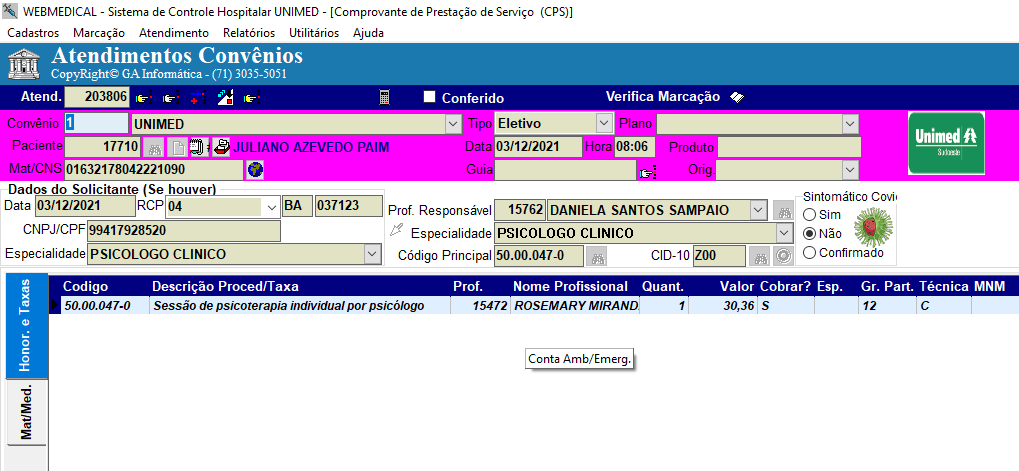 WEBMEDICAL - Sistema de Controle Hospitalar UNIMED - [Comprovante de Prestação de Serviço (CPS)]
Cadastros Marcação Atendimento Relatórios Utilitários Ajuda
Atendimentos Convênios
CopyRight© GA Informática - (71) 3035-5051
Atend. 203806 Conferido Verifica Marcação
Convênio 1 UNIMED Tipo Eletivo Plano
Paciente 17710 JULIANO AZEVEDO PAIM Data 03/12/2021 Hora 08:06 Produto
Mat/CNS 01632178042221090 Guia Orig.
Unimed
Sudoeste
Dados do Solicitante (Se houver)
Data 03/12/2021 RCP 04 BA 037123
CNPJ/CPF 99417928520
Especialidade PSICOLOGO CLINICO
Prof. Responsável 15762 DANIELA SANTOS SAMPAIO
Especialidade PSICOLOGO CLINICO
Código Principal 50.00.047-0 CID-10 Z00
Sintomático Covi
Sim
Não
Confirmado
Honor. e Taxas
Mat/Med.
Codigo Descrição Proced/Taxa Prof. Nome Profissional Quant. Valor Cobrar? Esp. Gr. Part. Técnica MNM
50.00.047-0 Sessão de psicoterapia individual por psicólogo 15472 ROSEMARY MIRAND 1 30,36 S 12 C
Conta Amb/Emerg.